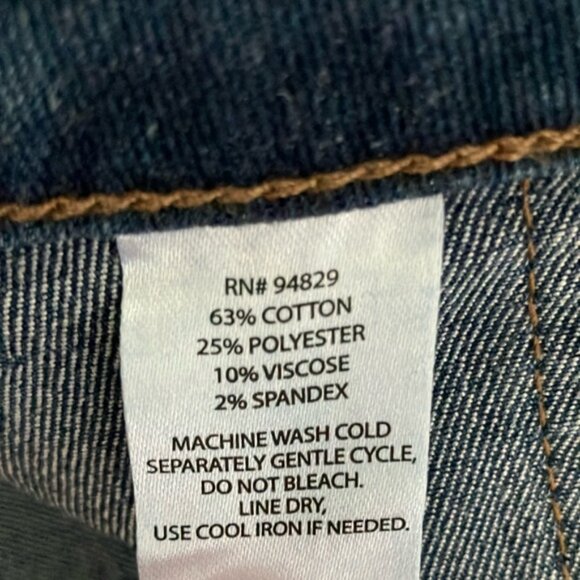 RN# 94829
63% COTTON
25% POLYESTER
10% VISCOSE
2% SPANDEX
MACHINE WASH COLD
SEPARATELY GENTLE CYCLE,
DO NOT BLEACH.
LINE DRY,
USE COOL IRON IF NEEDED.